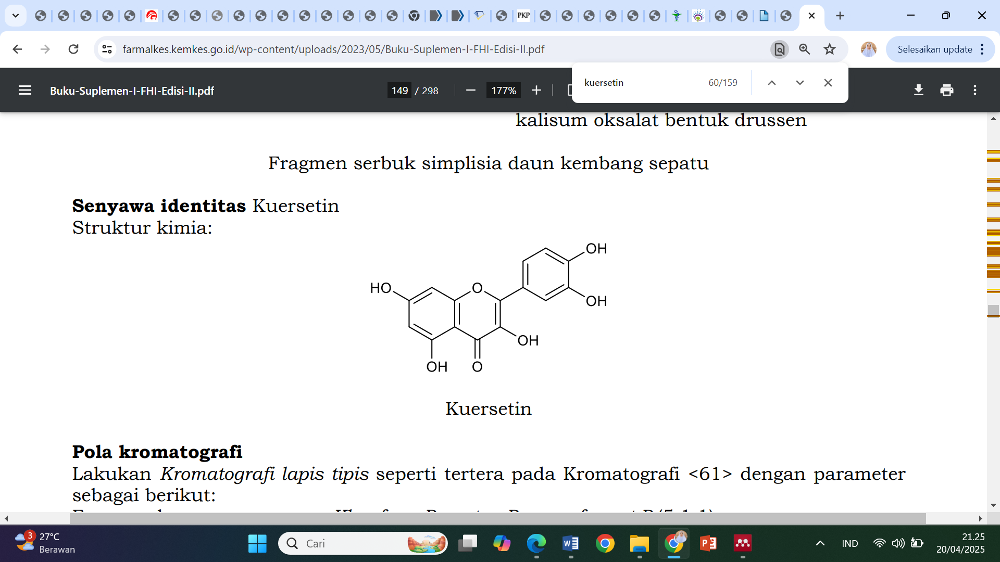 PKP
farmalkes.kemkes.go.id/wp-content/uploads/2023/05/Buku-Suplemen-I-FHI-Edisi-II.pdf
Selesaikan update
kuersetin 60/159
Buku-Suplemen-I-FHI-Edisi-II.pdf
149 / 298
177%
kalisum oksalat bentuk drussen
Fragmen serbuk simplisia daun kembang sepatu
Senyawa identitas Kuersetin
Struktur kimia:
OH
HO
O
OH
OH
OH
O
Kuersetin
Pola kromatografi
Lakukan Kromatografi lapis tipis seperti tertera pada Kromatografi <61> dengan parameter
sebagai berikut:
3
27°C
Berawan
Cari
IND
21.25
20/04/2025